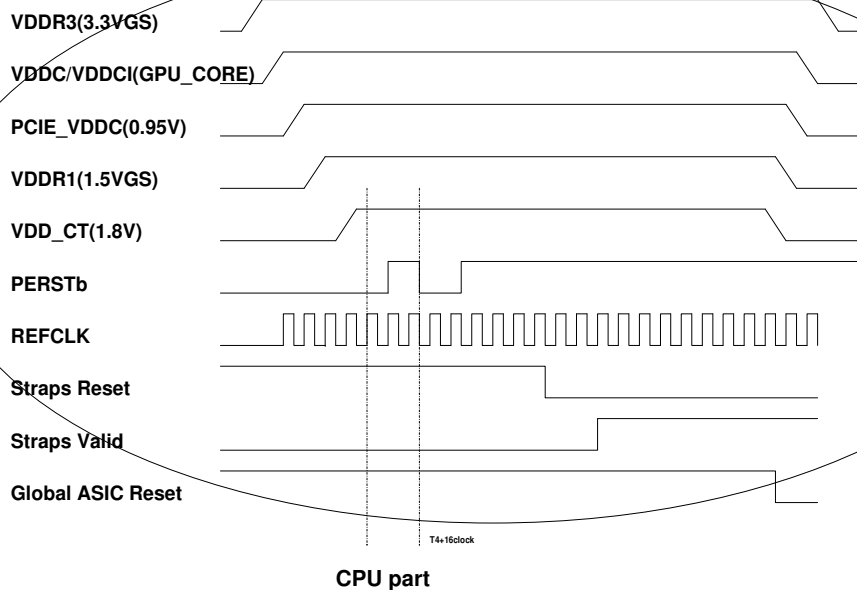 VDDR3(3.3VGS)
VDDC/VDDCI(GPU_CORE)
PCIE_VDDC(0.95V)
VDDR1(1.5VGS)
VDD_CT(1.8V)
PERSTb
REFCLK
Straps Reset
Straps Valid
Global ASIC Reset
T4+16clock
CPU part